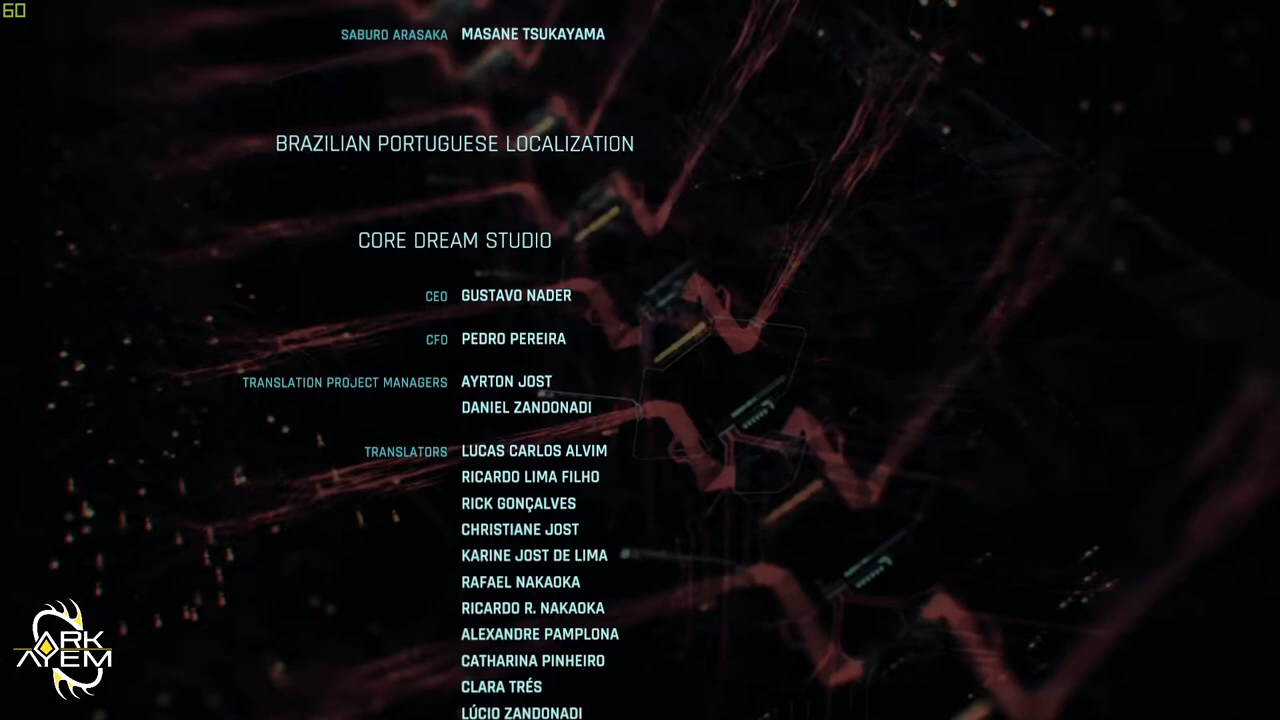 60
SABURO ARASAKA MASANE TSUKAYAMA
BRAZILIAN PORTUGUESE LOCALIZATION
CORE DREAM STUDIO
CEO GUSTAVO NADER
CFO PEDRO PEREIRA
TRANSLATION PROJECT MANAGERS AYRTON JOST
DANIEL ZANDONADI
TRANSLATORS LUCAS CARLOS ALVIM
RICARDO LIMA FILHO
RICK GONÇALVES
CHRISTIANE JOST
KARINE JOST DE LIMA
RAFAEL NAKAOKA
RICARDO R. NAKAOKA
ALEXANDRE PAMPLONA
CATHARINA PINHEIRO
CLARA TRÉS
LÚCIO ZANDONADI
ARK
AYEM